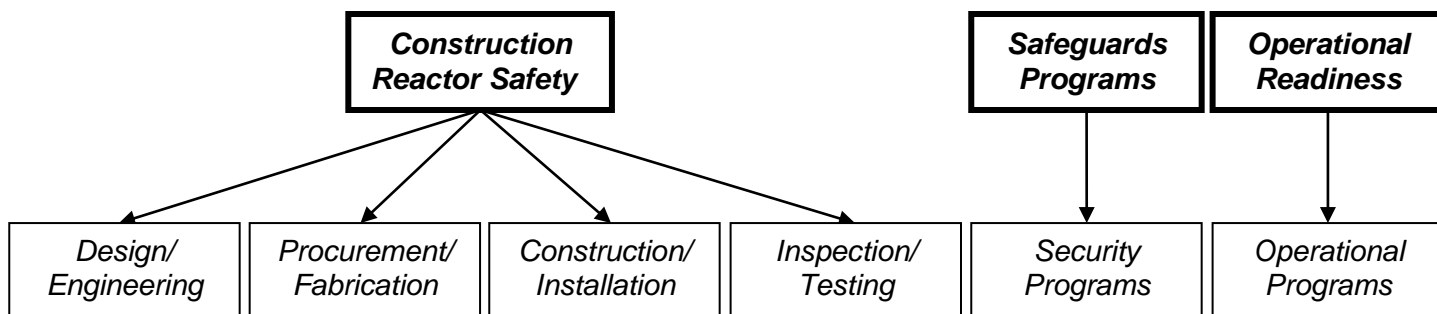 Construction
Reactor Safety
Safeguards
Programs
Operational
Readiness
Design/
Engineering
Procurement/
Fabrication
Construction/
Installation
Inspection/
Testing
Security
Programs
Operational
Programs